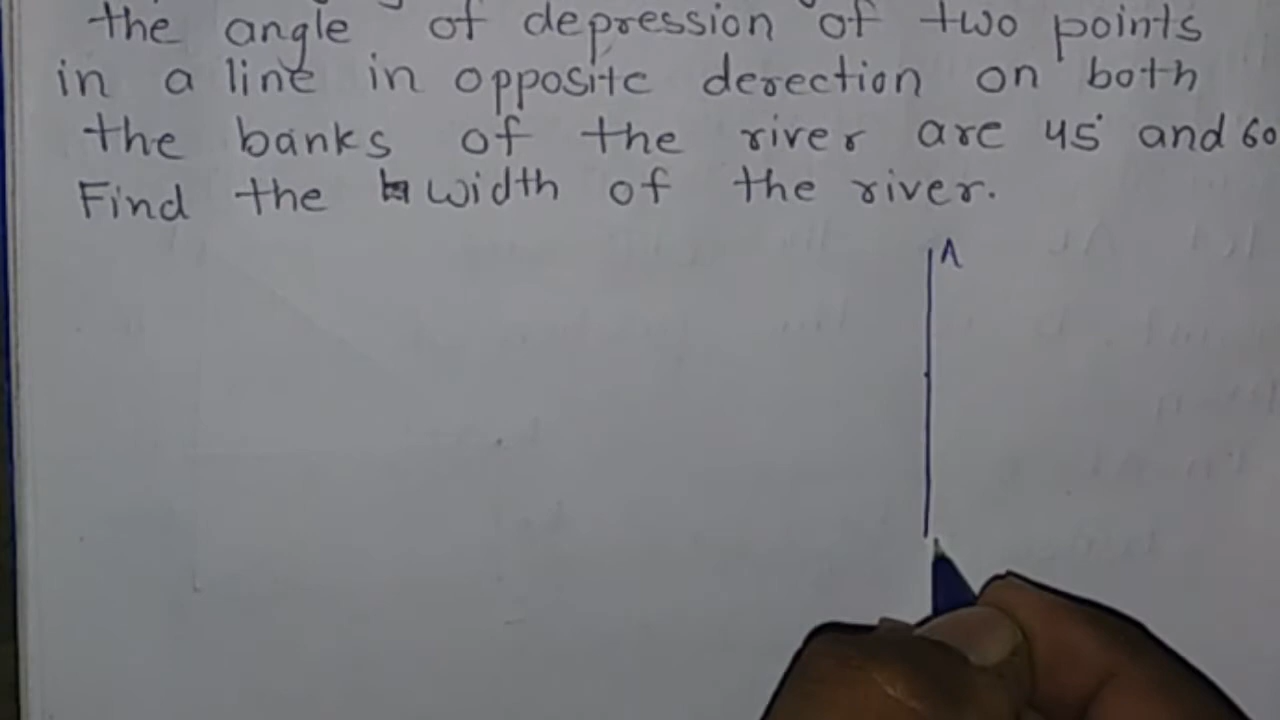 the angle of depression of two points
in a line in opposite derection on both
the banks of the river are 45° and 60
Find the width of the river.
A